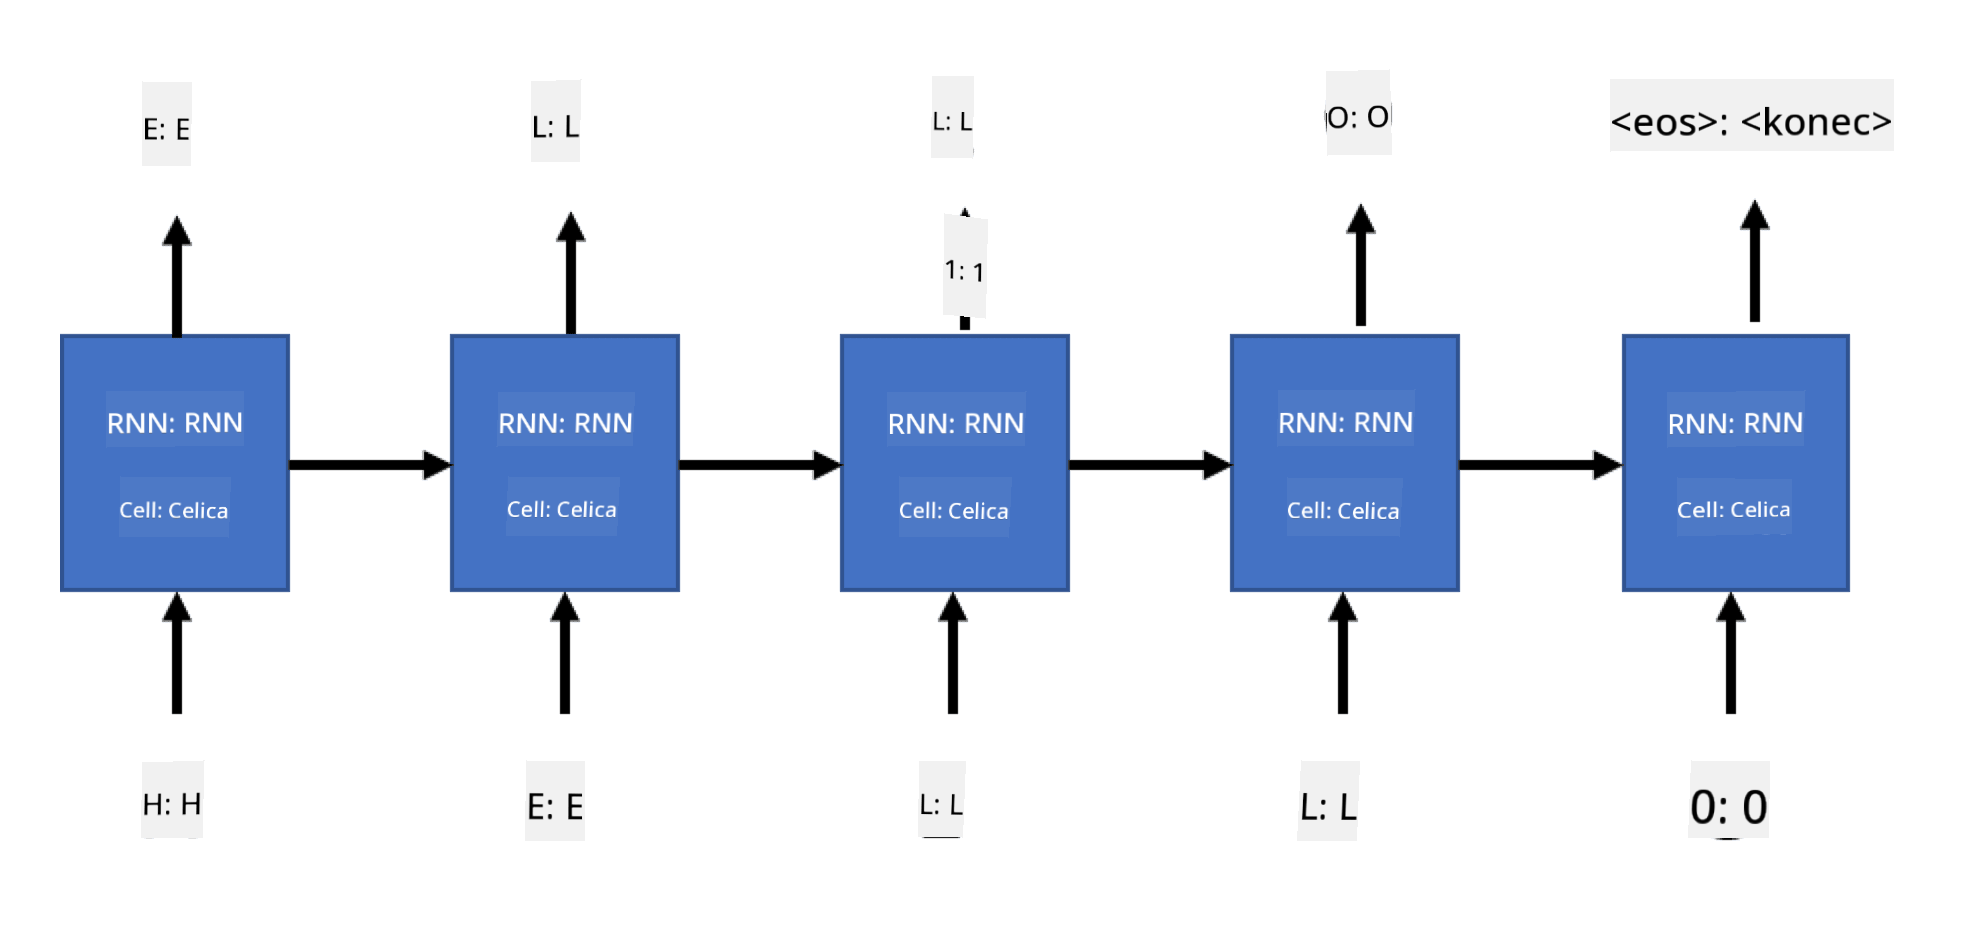 E: E
L: L
L: L
O: O
<eos>: <konec>
1: 1
RNN: RNN
Cell: Celica
RNN: RNN
Cell: Celica
RNN: RNN
Cell: Celica
RNN: RNN
Cell: Celica
RNN: RNN
Cell: Celica
H: H
E: E
L: L
L: L
0: 0